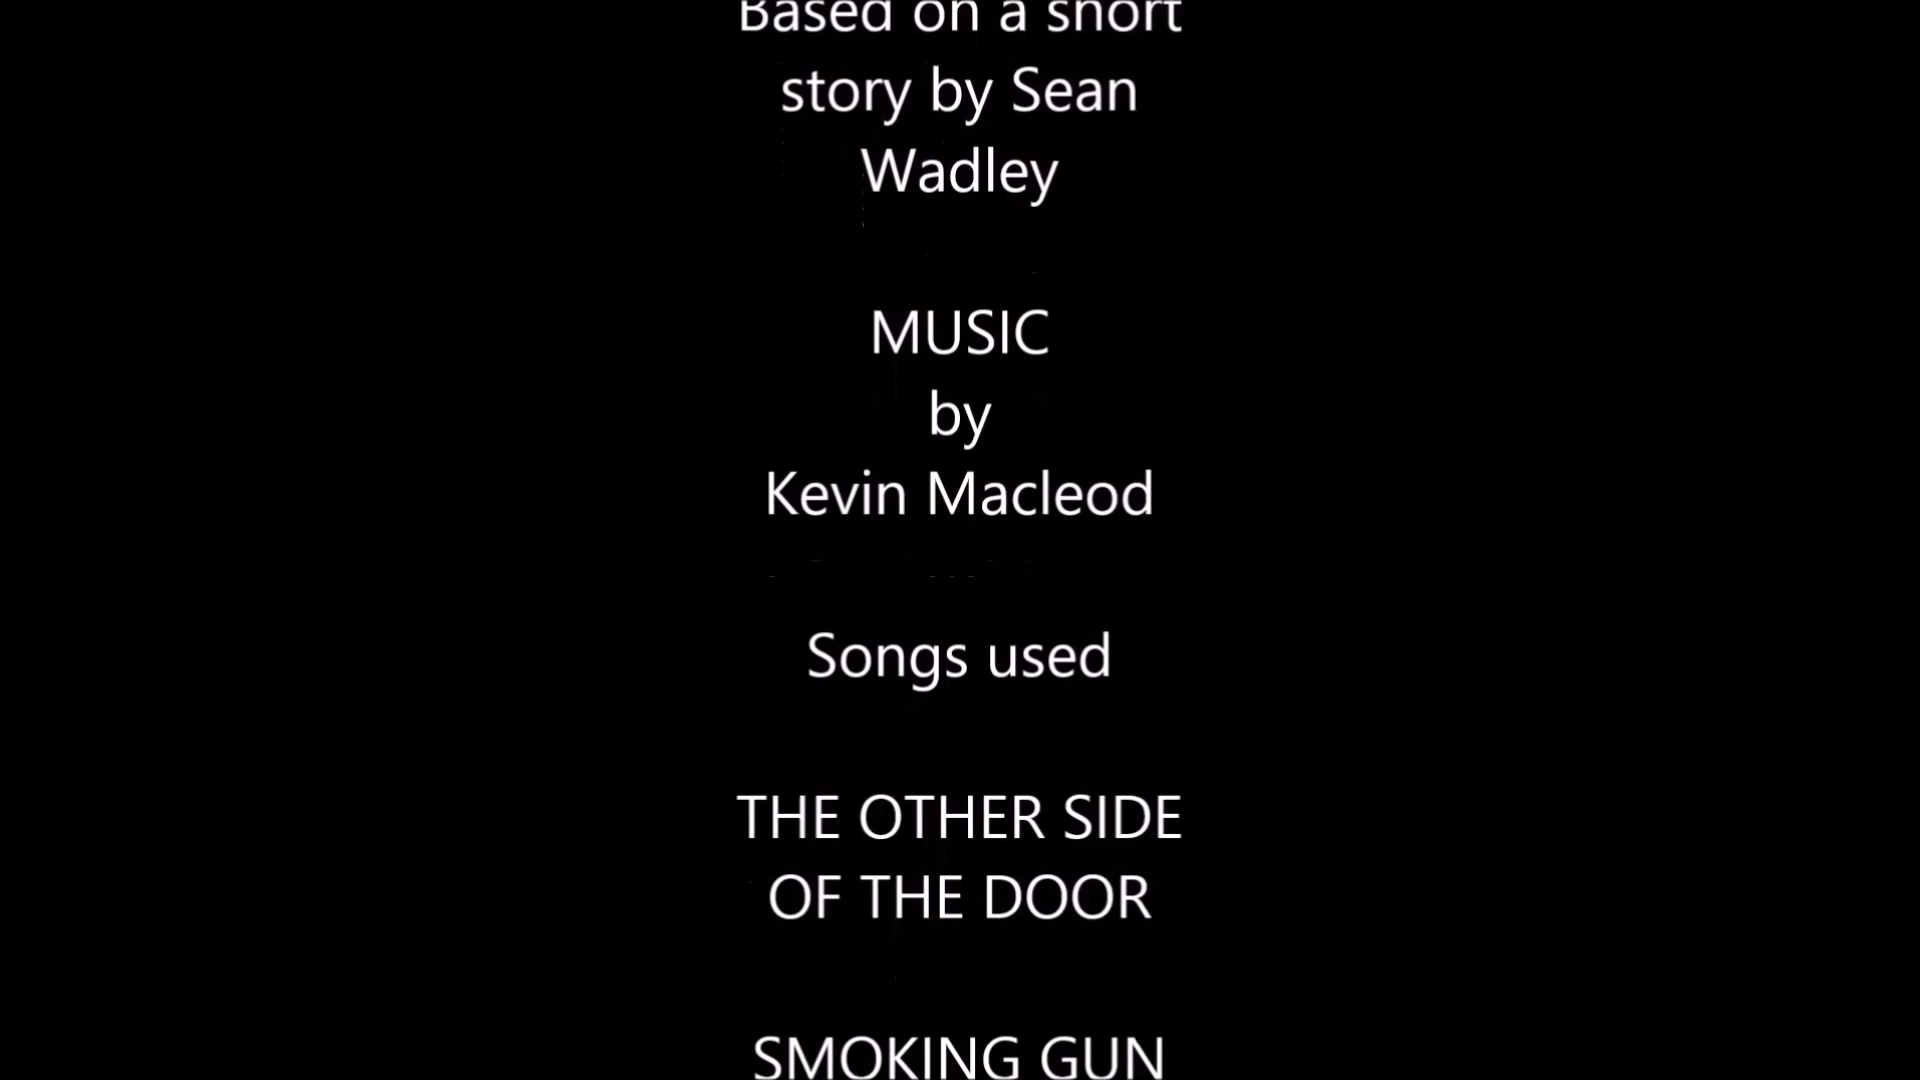 Based on a short
story by Sean
Wadley
MUSIC
by
Kevin Macleod
Songs used
THE OTHER SIDE
OF THE DOOR
SMOKING GUN